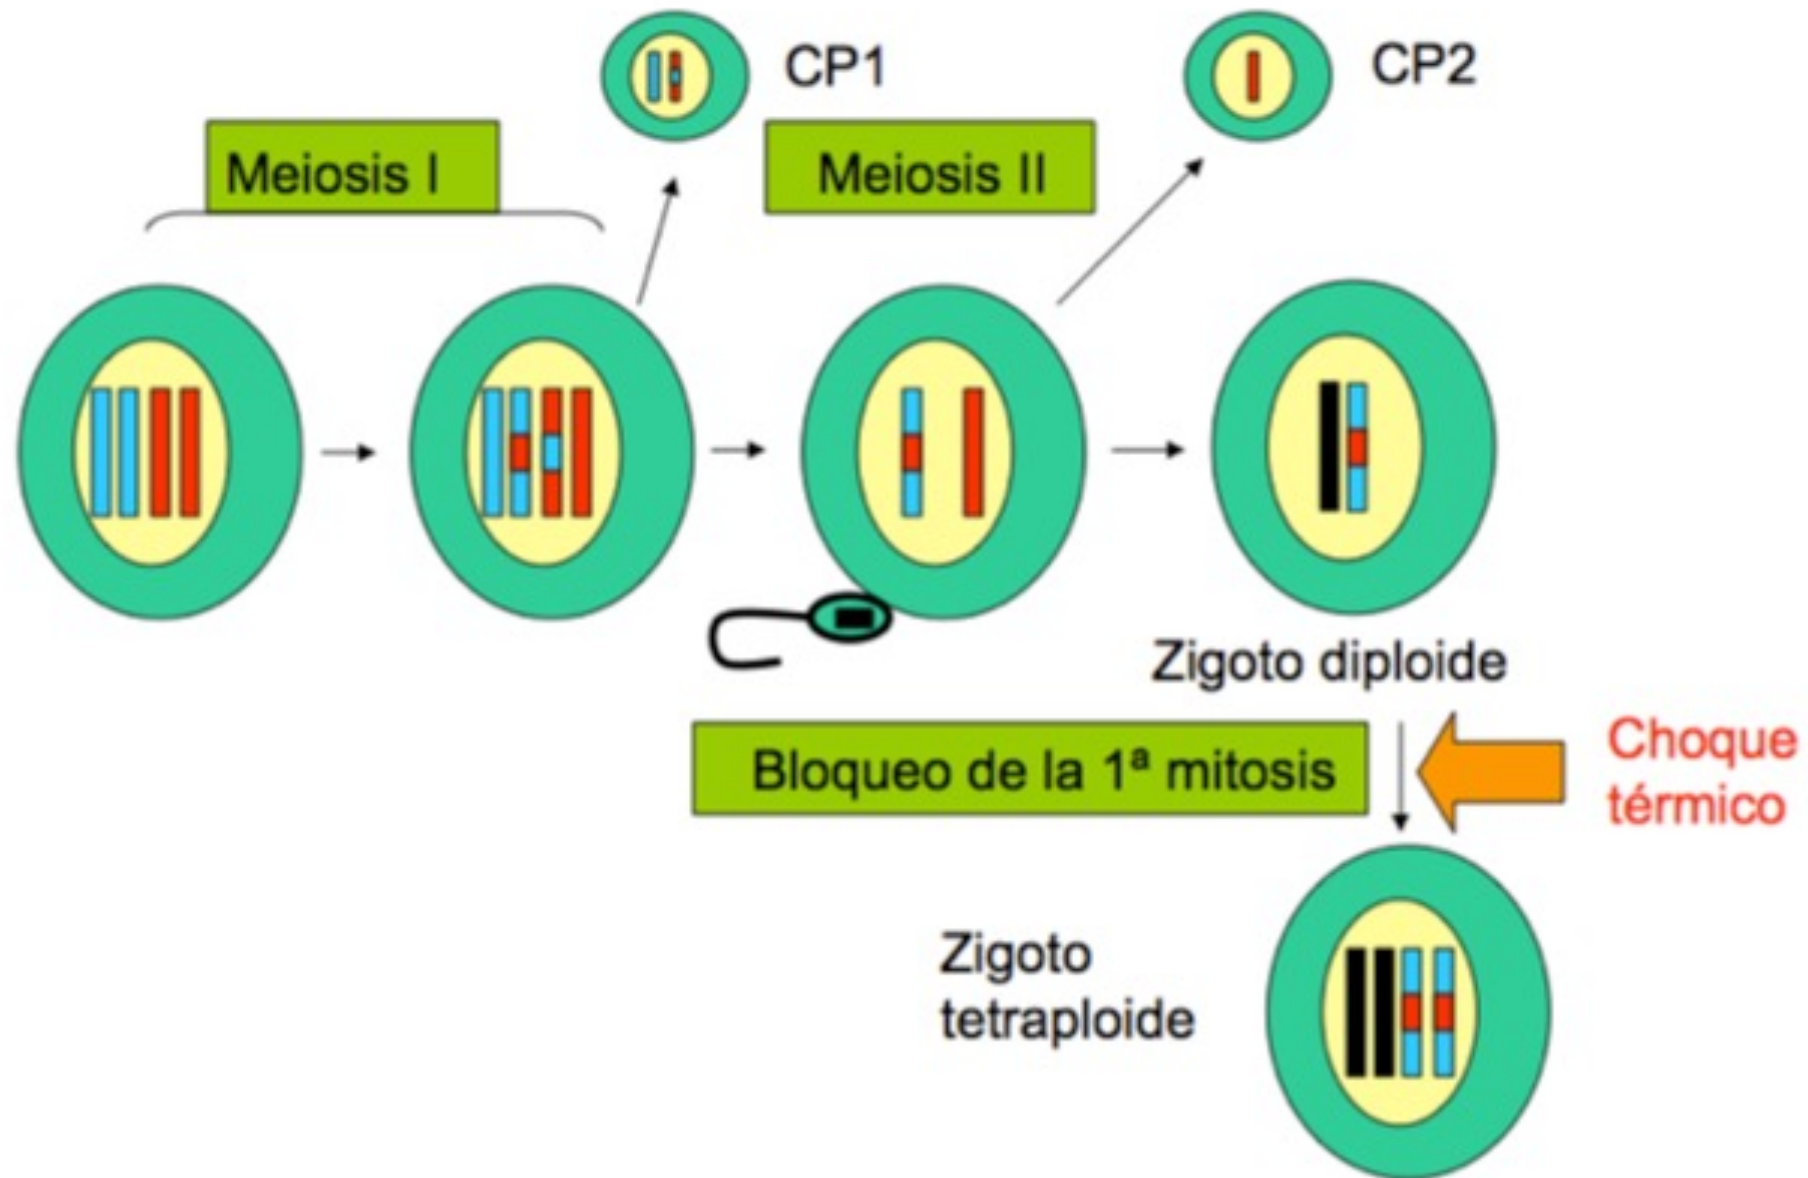 CP1
CP2
Meiosis I
Meiosis II
Zigoto diploide
Bloqueo de la 1ª mitosis
Choque
térmico
Zigoto
tetraploide